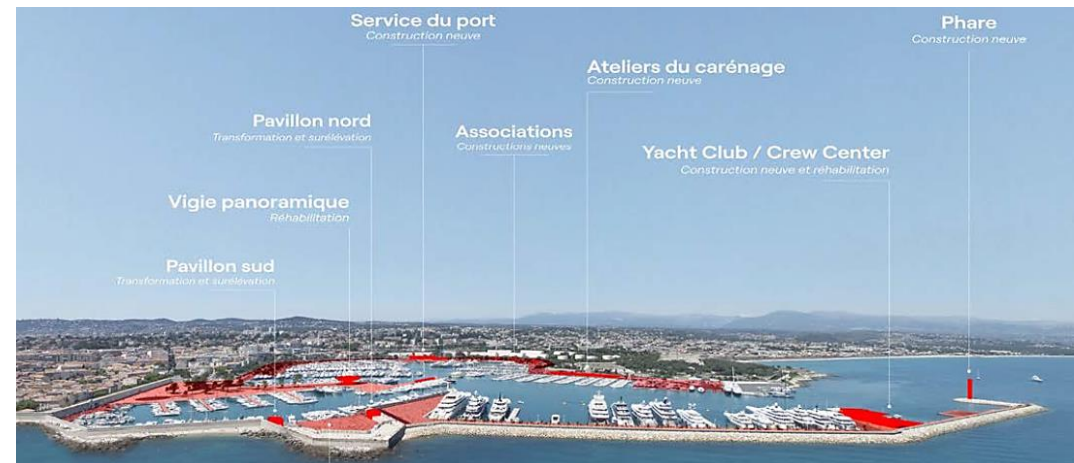 Service du port
Construction neuve
Phare
Construction neuve
Ateliers du carénage
Construction neuve
Pavillon nord
Transformation et surélévation
Associations
Constructions neuves
Yacht Club / Crew Center
Construction neuve et réhabilitation
Vigie panoramique
Réhabilitation
Pavillon sud
Transformation et surélévation